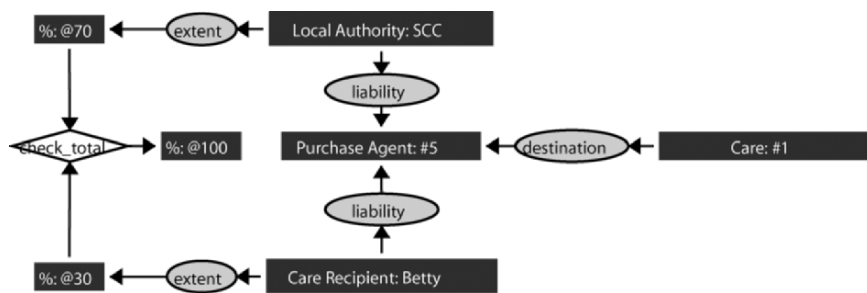 %: @70
extent
Local Authority: SCC
liability
check_total
%: @100
Purchase Agent: #5
destination
Care: #1
liability
%: @30
extent
Care Recipient: Betty